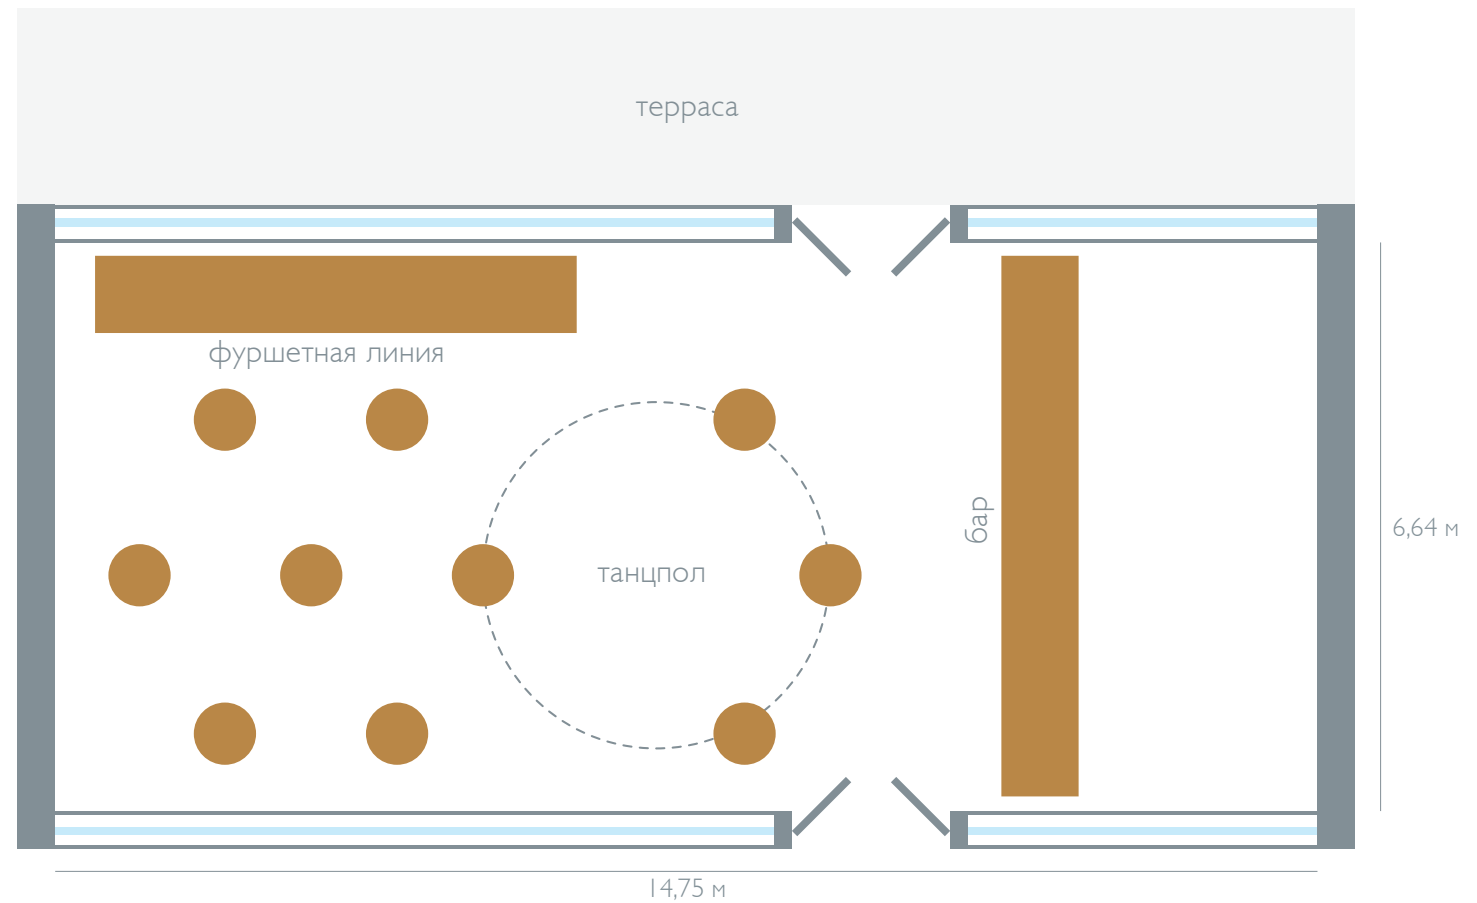 терраса
фуршетная линия
танцпол
бар
6,64 м
14,75 м